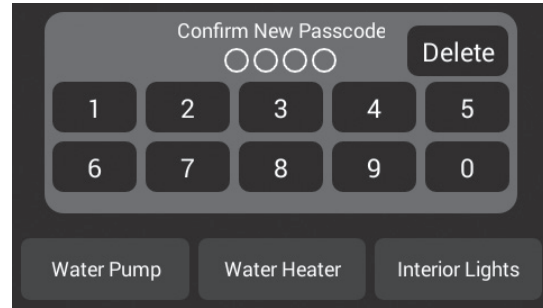 Confirm New Passcode
Delete
1 2 3 4 5
6 7 8 9 0
Water Pump Water Heater Interior Lights